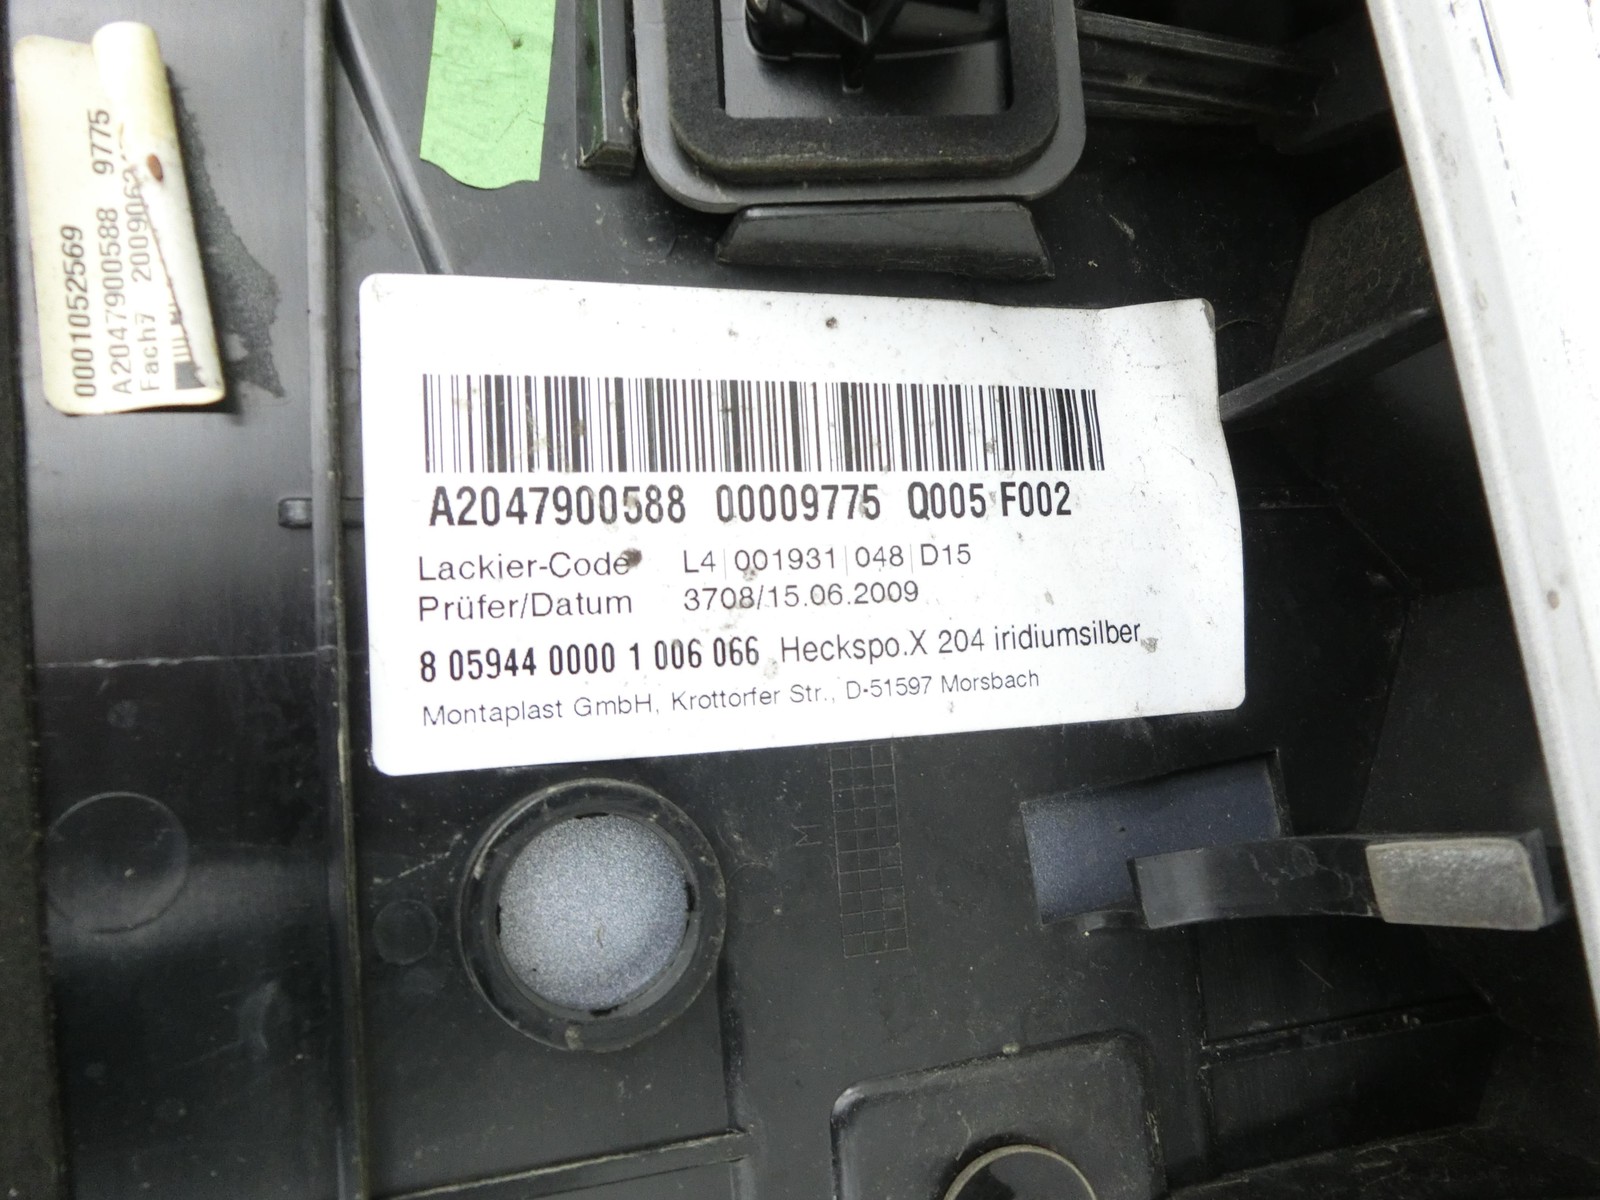 0001052569
A2047900588 9775
Fach7
A2047900588 00009775 Q005 F002
Lackier-Code L4|001931|048|D15
Prüfer/Datum 3708/15.06.2009
8 05944 0000 1 006 066 Heckspo.X 204 iridiumsilber
Montaplast GmbH, Krottorfer Str., D-51597 Morsbach
M